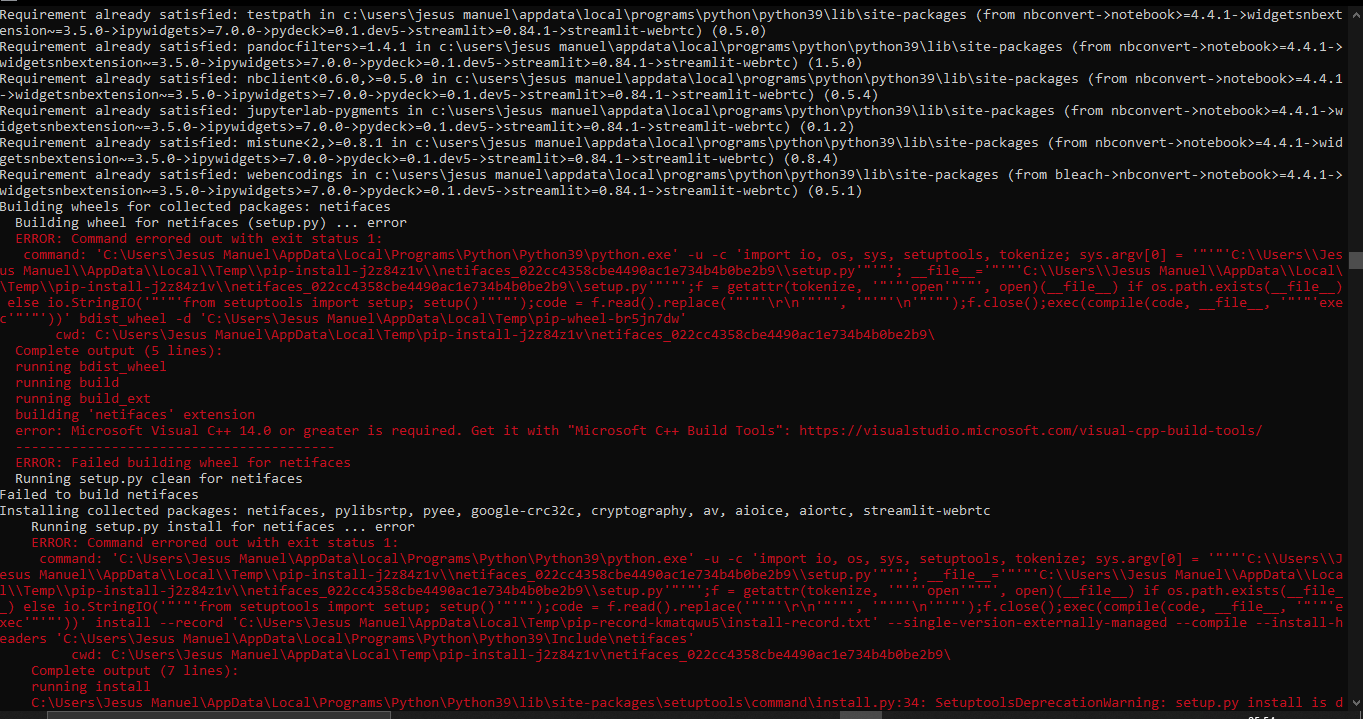 Requirement already satisfied: testpath in c:\users\jesus manuel\appdata\local\programs\python\python39\lib\site-packages (from nbconvert->notebook>=4.4.1->widgetsnbext
ension~=3.5.0->ipywidgets>=7.0.0->pydeck>=0.1.dev5->streamlit>=0.84.1->streamlit-webrtc) (0.5.0)
Requirement already satisfied: pandocfilters>=1.4.1 in c:\users\jesus manuel\appdata\local\programs\python\python39\lib\site-packages (from nbconvert->notebook>=4.4.1->
widgetsnbextension~=3.5.0->ipywidgets>=7.0.0->pydeck>=0.1.dev5->streamlit>=0.84.1->streamlit-webrtc) (1.5.0)
Requirement already satisfied: nbclient<0.6.0,>=0.5.0 in c:\users\jesus manuel\appdata\local\programs\python\python39\lib\site-packages (from nbconvert->notebook>=4.4.1
->widgetsnbextension~=3.5.0->ipywidgets>=7.0.0->pydeck>=0.1.dev5->streamlit>=0.84.1->streamlit-webrtc) (0.5.4)
Requirement already satisfied: jupyterlab-pygments in c:\users\jesus manuel\appdata\local\programs\python\python39\lib\site-packages (from nbconvert->notebook>=4.4.1->w
idgetsnbextension~=3.5.0->ipywidgets>=7.0.0->pydeck>=0.1.dev5->streamlit>=0.84.1->streamlit-webrtc) (0.1.2)
Requirement already satisfied: mistune<2,>=0.8.1 in c:\users\jesus manuel\appdata\local\programs\python\python39\lib\site-packages (from nbconvert->notebook>=4.4.1->wid
getsnbextension~=3.5.0->ipywidgets>=7.0.0->pydeck>=0.1.dev5->streamlit>=0.84.1->streamlit-webrtc) (0.8.4)
Requirement already satisfied: webencodings in c:\users\jesus manuel\appdata\local\programs\python\python39\lib\site-packages (from bleach->nbconvert->notebook>=4.4.1->
widgetsnbextension~=3.5.0->ipywidgets>=7.0.0->pydeck>=0.1.dev5->streamlit>=0.84.1->streamlit-webrtc) (0.5.1)
Building wheels for collected packages: netifaces
  Building wheel for netifaces (setup.py) ... error
  ERROR: Command errored out with exit status 1:
   command: 'C:\Users\Jesus Manuel\AppData\Local\Programs\Python\Python39\python.exe' -u -c 'import io, os, sys, setuptools, tokenize; sys.argv[0] = '"'"'C:\\Users\\Jes
us Manuel\\AppData\\Local\\Temp\\pip-install-j2z84z1v\\netifaces_022cc4358cbe4490ac1e734b4b0be2b9\\setup.py'"'"'; __file__='"'"'C:\\Users\\Jesus Manuel\\AppData\\Local\
\Temp\\pip-install-j2z84z1v\\netifaces_022cc4358cbe4490ac1e734b4b0be2b9\\setup.py'"'"';f = getattr(tokenize, '"'"'open'"'"', open)(__file__) if os.path.exists(__file__)
 else io.StringIO('"'"'from setuptools import setup; setup()'"'"');code = f.read().replace('"'"'\r\n'"'"', '"'"'\n'"'"');f.close();exec(compile(code, __file__, '"'"'exe
c'"'"'))' bdist_wheel -d 'C:\Users\Jesus Manuel\AppData\Local\Temp\pip-wheel-br5jn7dw'
       cwd: C:\Users\Jesus Manuel\AppData\Local\Temp\pip-install-j2z84z1v\netifaces_022cc4358cbe4490ac1e734b4b0be2b9\
  Complete output (5 lines):
  running bdist_wheel
  running build
  running build_ext
  building 'netifaces' extension
  error: Microsoft Visual C++ 14.0 or greater is required. Get it with "Microsoft C++ Build Tools": https://visualstudio.microsoft.com/visual-cpp-build-tools/
  ----------------------------------------
  ERROR: Failed building wheel for netifaces
  Running setup.py clean for netifaces
Failed to build netifaces
Installing collected packages: netifaces, pylibsrtp, pyee, google-crc32c, cryptography, av, aioice, aiortc, streamlit-webrtc
    Running setup.py install for netifaces ... error
    ERROR: Command errored out with exit status 1:
     command: 'C:\Users\Jesus Manuel\AppData\Local\Programs\Python\Python39\python.exe' -u -c 'import io, os, sys, setuptools, tokenize; sys.argv[0] = '"'"'C:\\Users\\J
esus Manuel\\AppData\\Local\\Temp\\pip-install-j2z84z1v\\netifaces_022cc4358cbe4490ac1e734b4b0be2b9\\setup.py'"'"'; __file__='"'"'C:\\Users\\Jesus Manuel\\AppData\\Loca
l\\Temp\\pip-install-j2z84z1v\\netifaces_022cc4358cbe4490ac1e734b4b0be2b9\\setup.py'"'"';f = getattr(tokenize, '"'"'open'"'"', open)(__file__) if os.path.exists(__file_
_) else io.StringIO('"'"'from setuptools import setup; setup()'"'"');code = f.read().replace('"'"'\r\n'"'"', '"'"'\n'"'"');f.close();exec(compile(code, __file__, '"'"'e
xec'"'"'))' install --record 'C:\Users\Jesus Manuel\AppData\Local\Temp\pip-record-kmatqwu5\install-record.txt' --single-version-externally-managed --compile --install-h
eaders 'C:\Users\Jesus Manuel\AppData\Local\Programs\Python\Python39\Include\netifaces'
         cwd: C:\Users\Jesus Manuel\AppData\Local\Temp\pip-install-j2z84z1v\netifaces_022cc4358cbe4490ac1e734b4b0be2b9\
    Complete output (7 lines):
    running install
    C:\Users\Jesus Manuel\AppData\Local\Programs\Python\Python39\lib\site-packages\setuptools\command\install.py:34: SetuptoolsDeprecationWarning: setup.py install is d